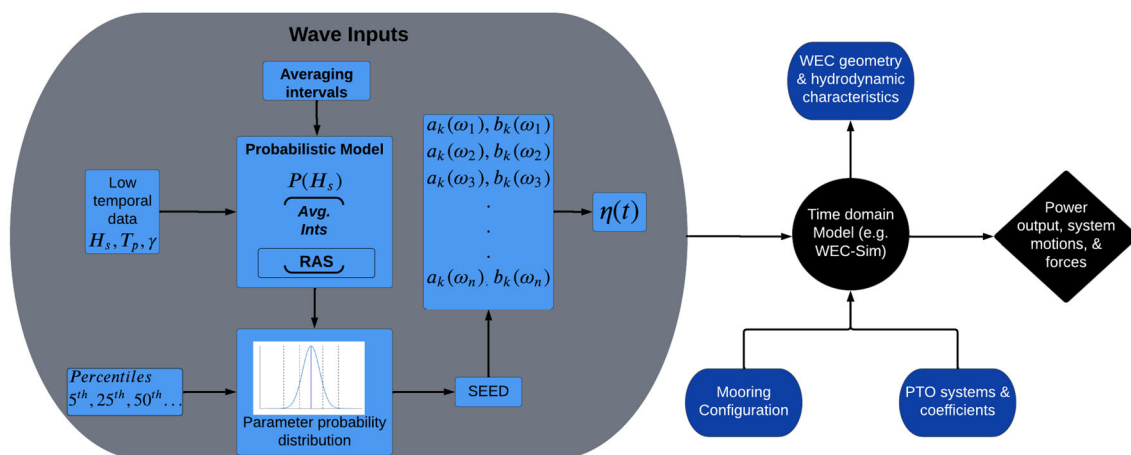 Wave Inputs
Averaging
intervals
Probabilistic Model
P(H_s)
Avg.
Ints
RAS
Low
temporal
data
H_s, T_p, γ
Percentiles
5^th, 25^th, 50^th ...
Parameter probability
distribution
SEED
a_k(ω_1), b_k(ω_1)
a_k(ω_2), b_k(ω_2)
a_k(ω_3), b_k(ω_3)
.
.
.
a_k(ω_n). b_k(ω_n)
η(t)
WEC geometry
& hydrodynamic
characteristics
Time domain
Model (e.g.
WEC-Sim)
Power
output, system
motions, &
forces
Mooring
Configuration
PTO systems &
coefficients